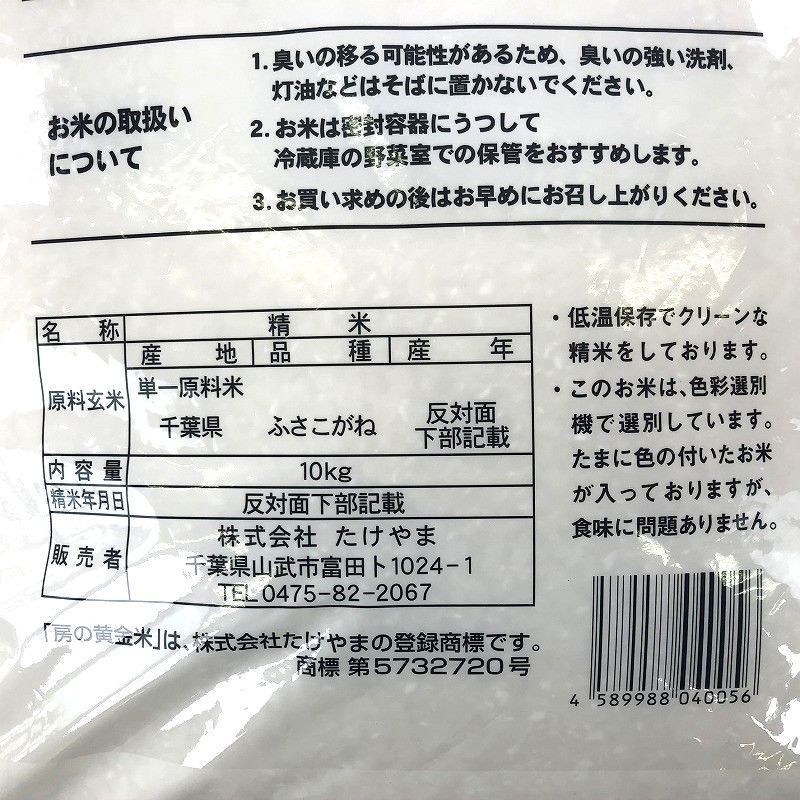 お米の取扱い
について
1. 臭いの移る可能性があるため、臭いの強い洗剤、
灯油などはそばに置かないでください。
2. お米は密封容器にうつして
冷蔵庫の野菜室での保管をおすすめします。
3. お買い求めの後はお早めにお召し上がりください。
名称 精米
原料玄米 産地 品種 産年
単一原料米
千葉県 ふさこがね 反対面
下部記載
内容量 10kg
精米年月日 反対面下部記載
販売者 株式会社 たけやま
千葉県山武市富田ト1024-1
TEL 0475-82-2067
「房の黄金米」は、株式会社たけやまの登録商標です。
商標 第5732720号
・低温保存でクリーンな
精米をしております。
・このお米は、色彩選別
機で選別しています。
たまに色の付いたお米
が入っておりますが、
食味に問題ありません。
4 589988 040056